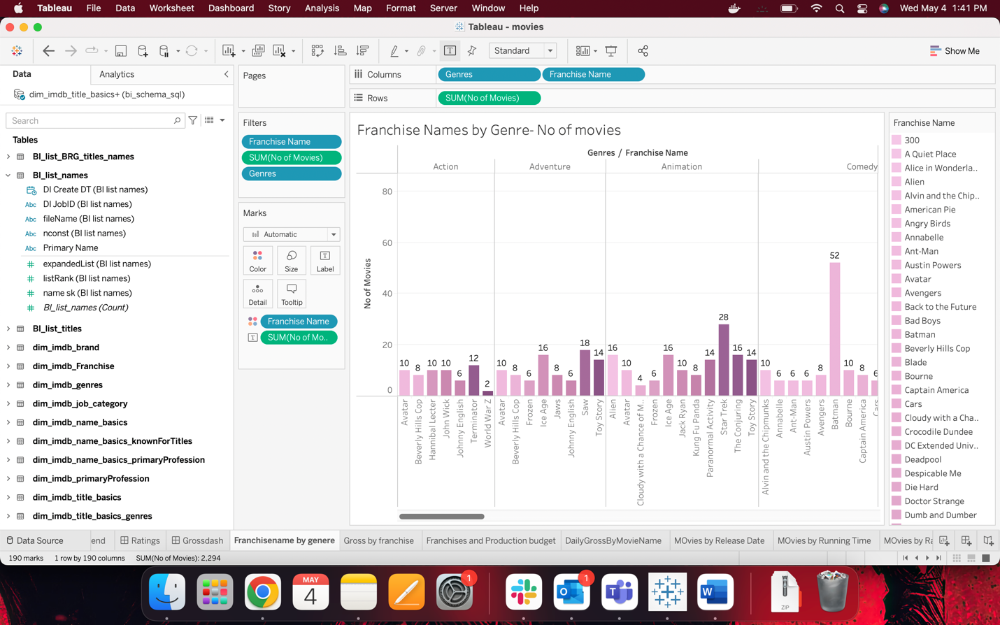 Tableau File Data Worksheet Dashboard Story Analysis Map Format Server Window Help Wed May 4 1:41 PM
Tableau - movies
Standard
Show Me
Data Analytics
dim_imdb_title_basics+ (bi_schema_sql)
Search
Tables
BI_list_BRG_titles_names
BI_list_names
DI Create DT (BI list names)
Abc DI JobID (BI list names)
Abc fileName (BI list names)
Abc nconst (BI list names)
Abc Primary Name
expandedList (BI list names)
listRank (BI list names)
name sk (BI list names)
BI_list_names (Count)
BI_list_titles
dim_imdb_brand
dim_imdb_Franchise
dim_imdb_genres
dim_imdb_job_category
dim_imdb_name_basics
dim_imdb_name_basics_knownForTitles
dim_imdb_name_basics_primaryProfession
dim_imdb_primaryProfession
dim_imdb_title_basics
dim_imdb_title_basics_genres
Pages
Filters
Franchise Name
SUM(No of Movies)
Genres
Marks
Automatic
Color Size Label
Detail Tooltip
Franchise Name
SUM(No of Mo..
Columns Genres Franchise Name
Rows SUM(No of Movies)
Franchise Names by Genre- No of movies
Genres / Franchise Name
Action Adventure Animation Comedy
No of Movies
80
60
40
20
0
10 8 10 10 6 12 2 10 8 6 16 8 6 18 14 16 10 4 6 16 10 8 14 28 16 14 10 6 6 6 8 52 10 8 6
Avatar
Beverly Hills Cop
Hannibal Lecter
John Wick
Johnny English
Terminator
World War Z
Avatar
Beverly Hills Cop
Frozen
Ice Age
Jaws
Johnny English
Saw
Toy Story
Alien
Avatar
Cloudy with a Chance of M..
Frozen
Ice Age
Jack Ryan
Kung Fu Panda
Paranormal Activity
Star Trek
The Conjuring
Toy Story
Alvin and the Chipmunks
Annabelle
Ant-Man
Austin Powers
Avengers
Batman
Bourne
Captain America
Cars
Franchise Name
300
A Quiet Place
Alice in Wonderla..
Alien
Alvin and the Chip..
American Pie
Angry Birds
Annabelle
Ant-Man
Austin Powers
Avatar
Avengers
Back to the Future
Bad Boys
Batman
Beverly Hills Cop
Blade
Bourne
Captain America
Cars
Cloudy with a Cha..
Crocodile Dundee
DC Extended Univ..
Deadpool
Despicable Me
Die Hard
Doctor Strange
Dumb and Dumber
Data Source end Ratings Grossdash Franchisename by genere Gross by franchise Franchises and Production budget DailyGrossByMovieName MOvies by Release Date MOvies by Running Time MOvies by Ra
190 marks 1 row by 190 columns SUM(No of Movies): 2,294
MAY
4
1
1
ZIP